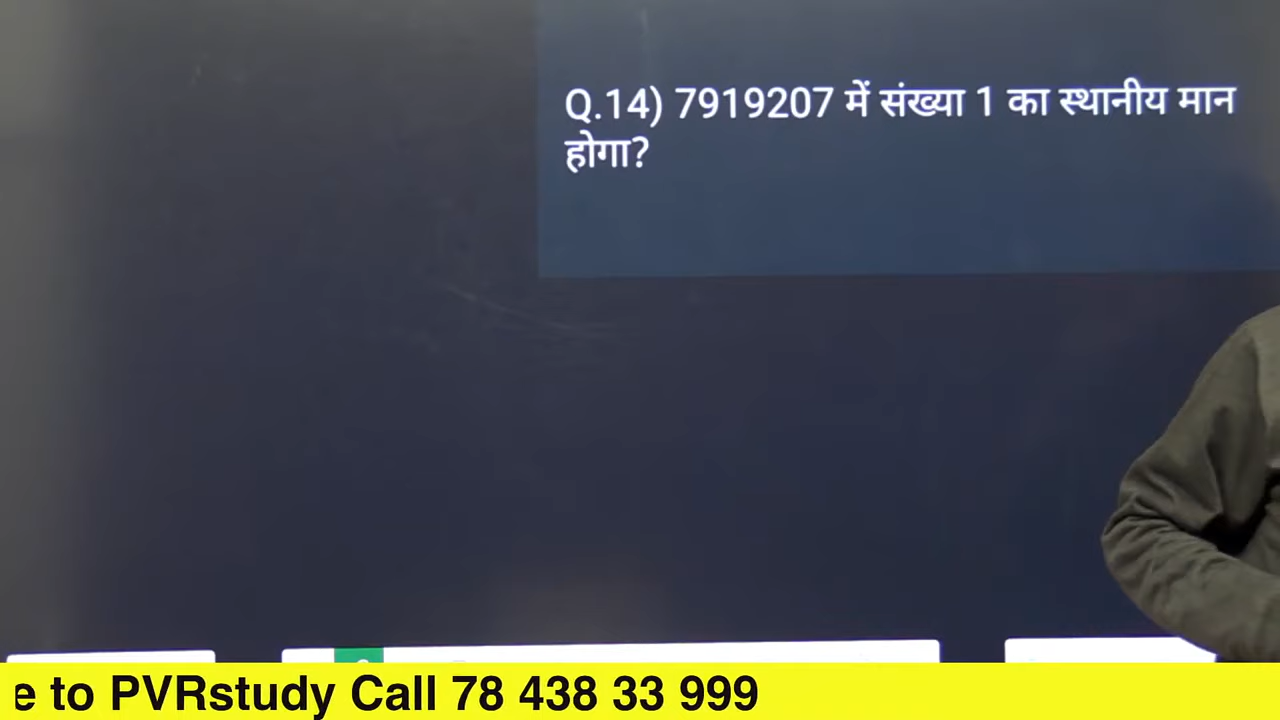 Q.14) 7919207 में संख्या 1 का स्थानीय मान
होगा?
e to PVRstudy Call 78 438 33 999